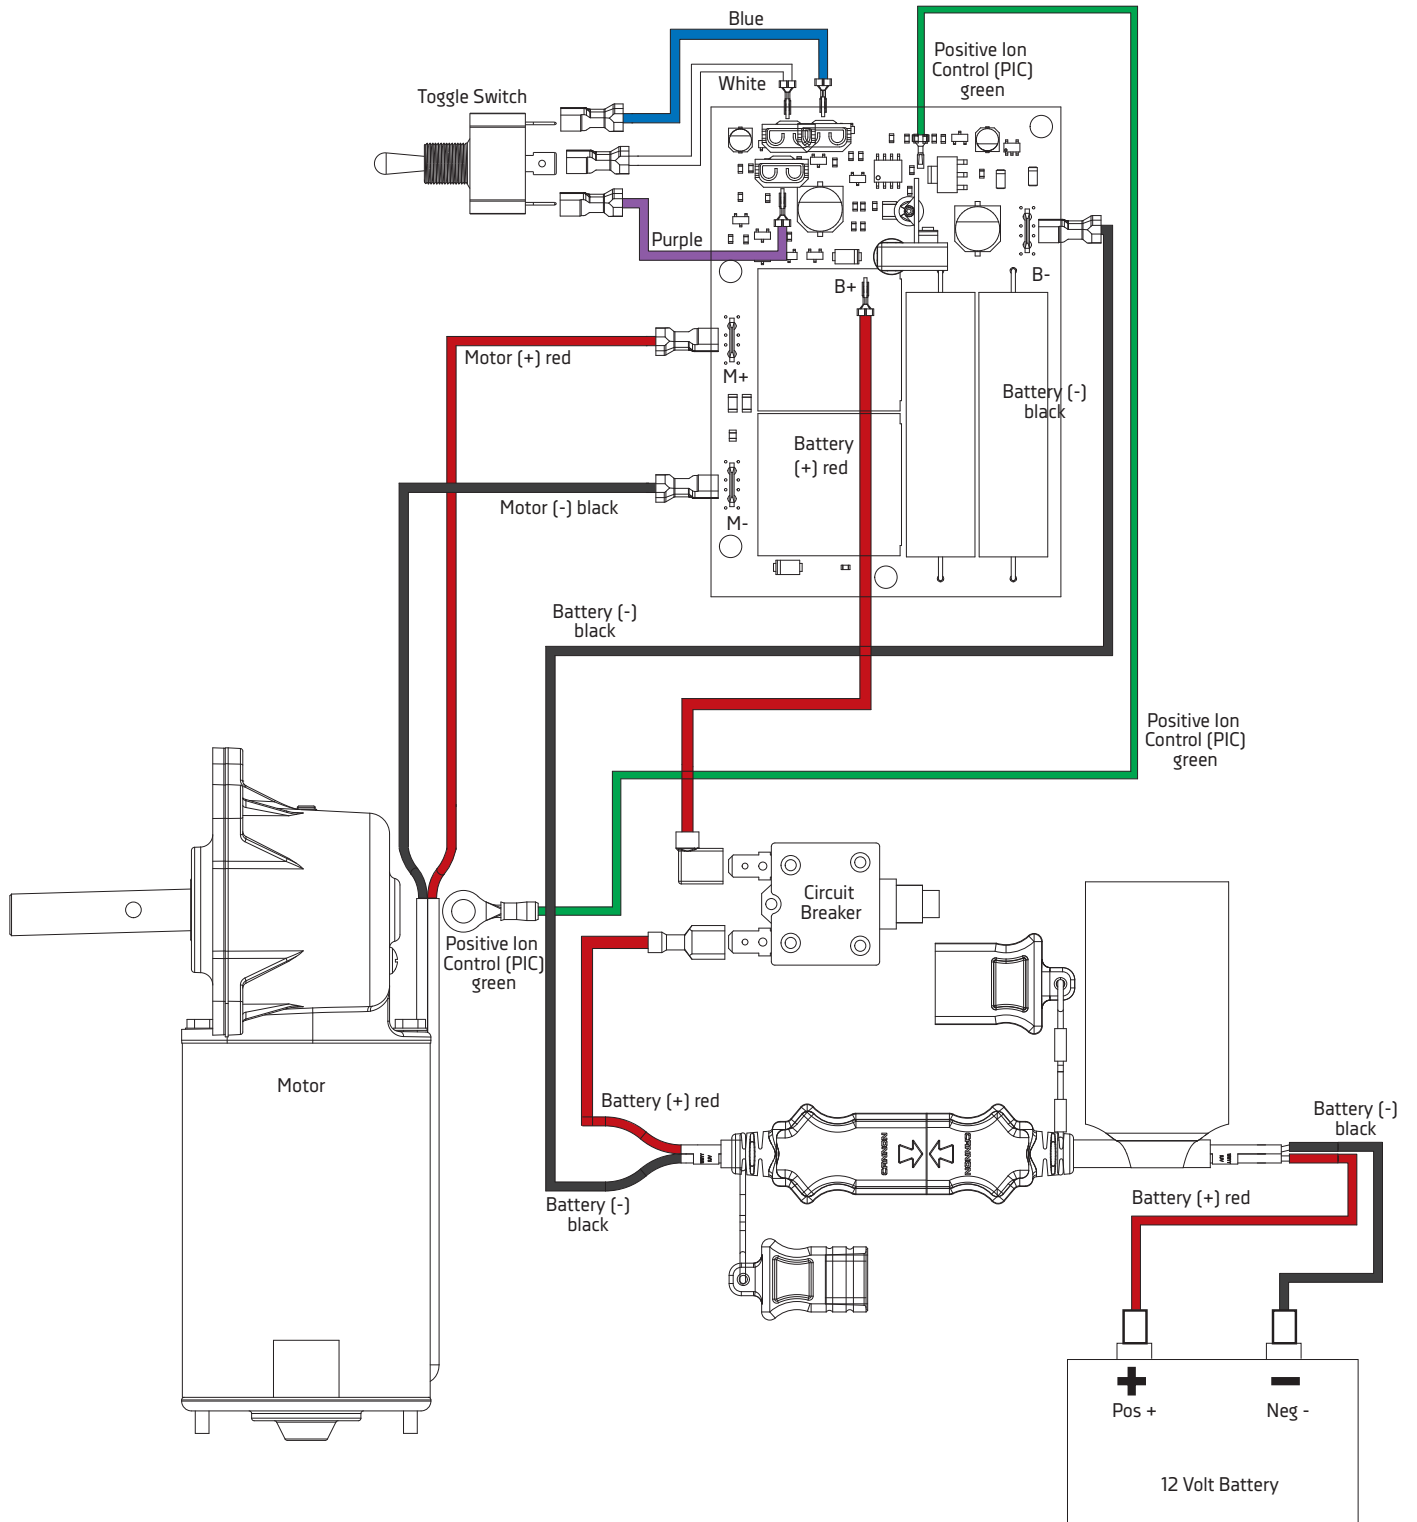 Blue
White
Toggle Switch
Positive Ion
Control (PIC)
green
Purple
B+
B-
Motor (+) red
M+
Battery (-)
black
Battery
(+) red
Motor (-) black
M-
Battery (-)
black
Positive Ion
Control (PIC)
green
Circuit
Breaker
Positive Ion
Control (PIC)
green
Motor
Battery (+) red
CANNON
CANNON
Battery (-)
black
Battery (-)
black
Battery (+) red
Pos +
Neg -
12 Volt Battery